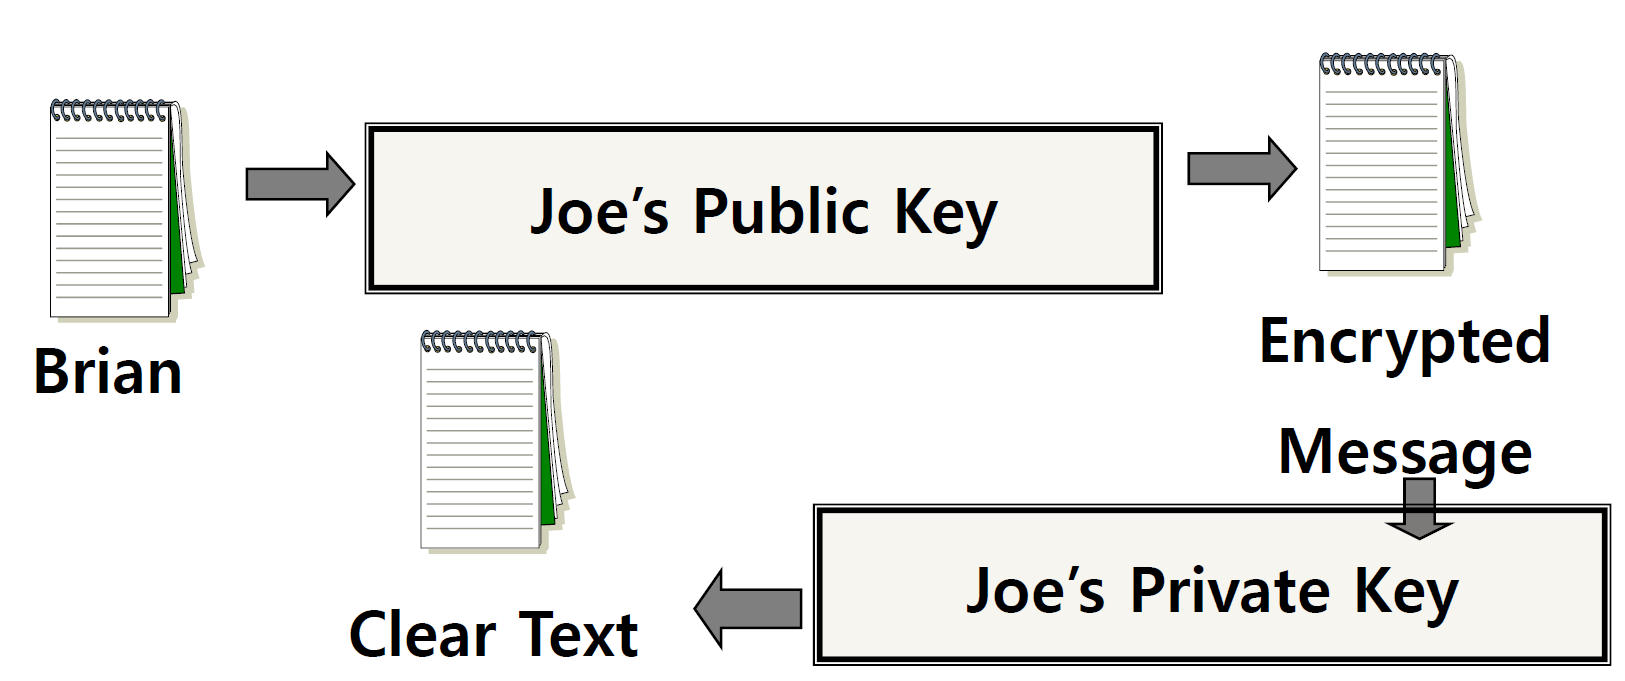 Joe’s Public Key
Brian
Encrypted
Message
Joe’s Private Key
Clear Text